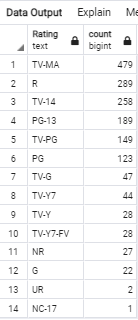 Data Output Explain Me
Rating count
text bigint
1 TV-MA 479
2 R 289
3 TV-14 258
4 PG-13 189
5 TV-PG 149
6 PG 123
7 TV-G 47
8 TV-Y7 44
9 TV-Y 28
10 TV-Y7-FV 28
11 NR 27
12 G 22
13 UR 2
14 NC-17 1